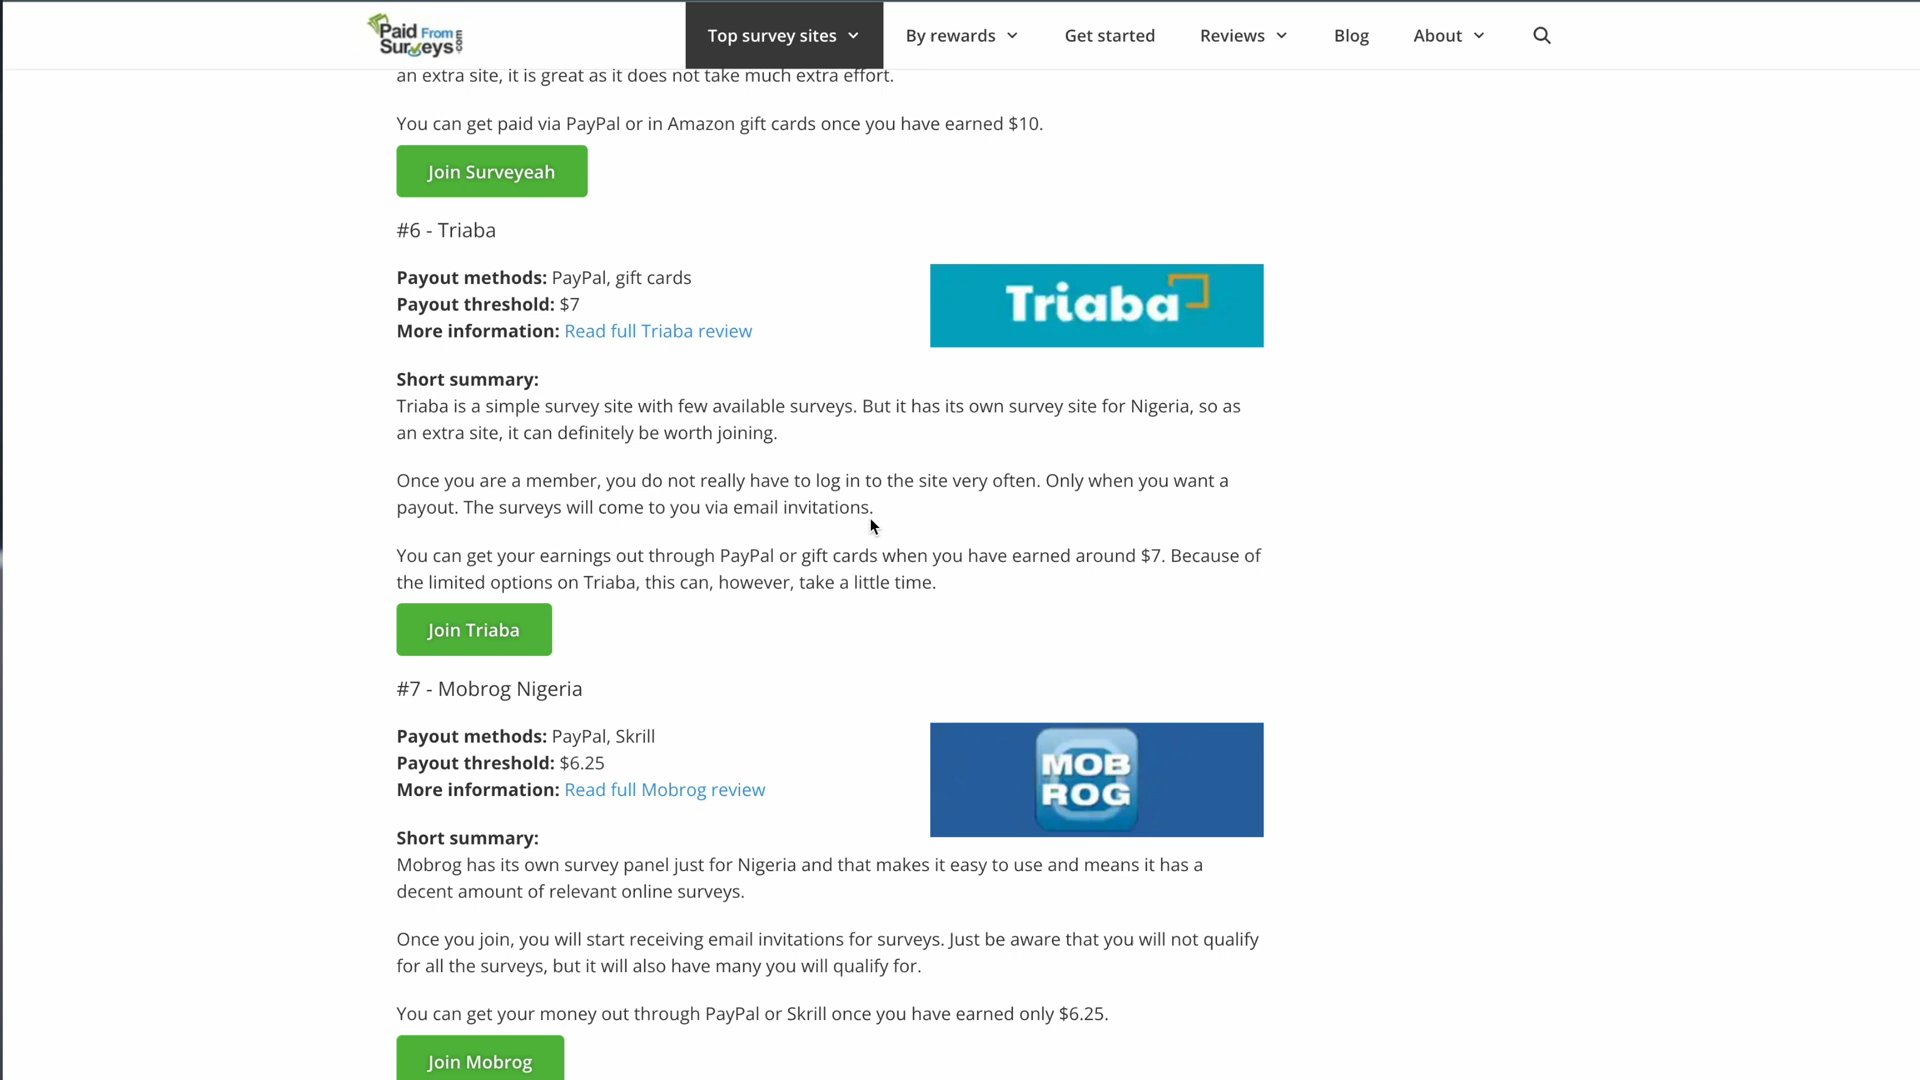 Paid From
Surveys.com
Top survey sites
By rewards
Get started
Reviews
Blog
About
an extra site, it is great as it does not take much extra effort.
You can get paid via PayPal or in Amazon gift cards once you have earned $10.
Join Surveyeah
#6 - Triaba
Payout methods: PayPal, gift cards
Payout threshold: $7
More information: Read full Triaba review
Triaba
Short summary:
Triaba is a simple survey site with few available surveys. But it has its own survey site for Nigeria, so as
an extra site, it can definitely be worth joining.
Once you are a member, you do not really have to log in to the site very often. Only when you want a
payout. The surveys will come to you via email invitations.
You can get your earnings out through PayPal or gift cards when you have earned around $7. Because of
the limited options on Triaba, this can, however, take a little time.
Join Triaba
#7 - Mobrog Nigeria
Payout methods: PayPal, Skrill
Payout threshold: $6.25
More information: Read full Mobrog review
MOB
ROG
Short summary:
Mobrog has its own survey panel just for Nigeria and that makes it easy to use and means it has a
decent amount of relevant online surveys.
Once you join, you will start receiving email invitations for surveys. Just be aware that you will not qualify
for all the surveys, but it will also have many you will qualify for.
You can get your money out through PayPal or Skrill once you have earned only $6.25.
Join Mobrog